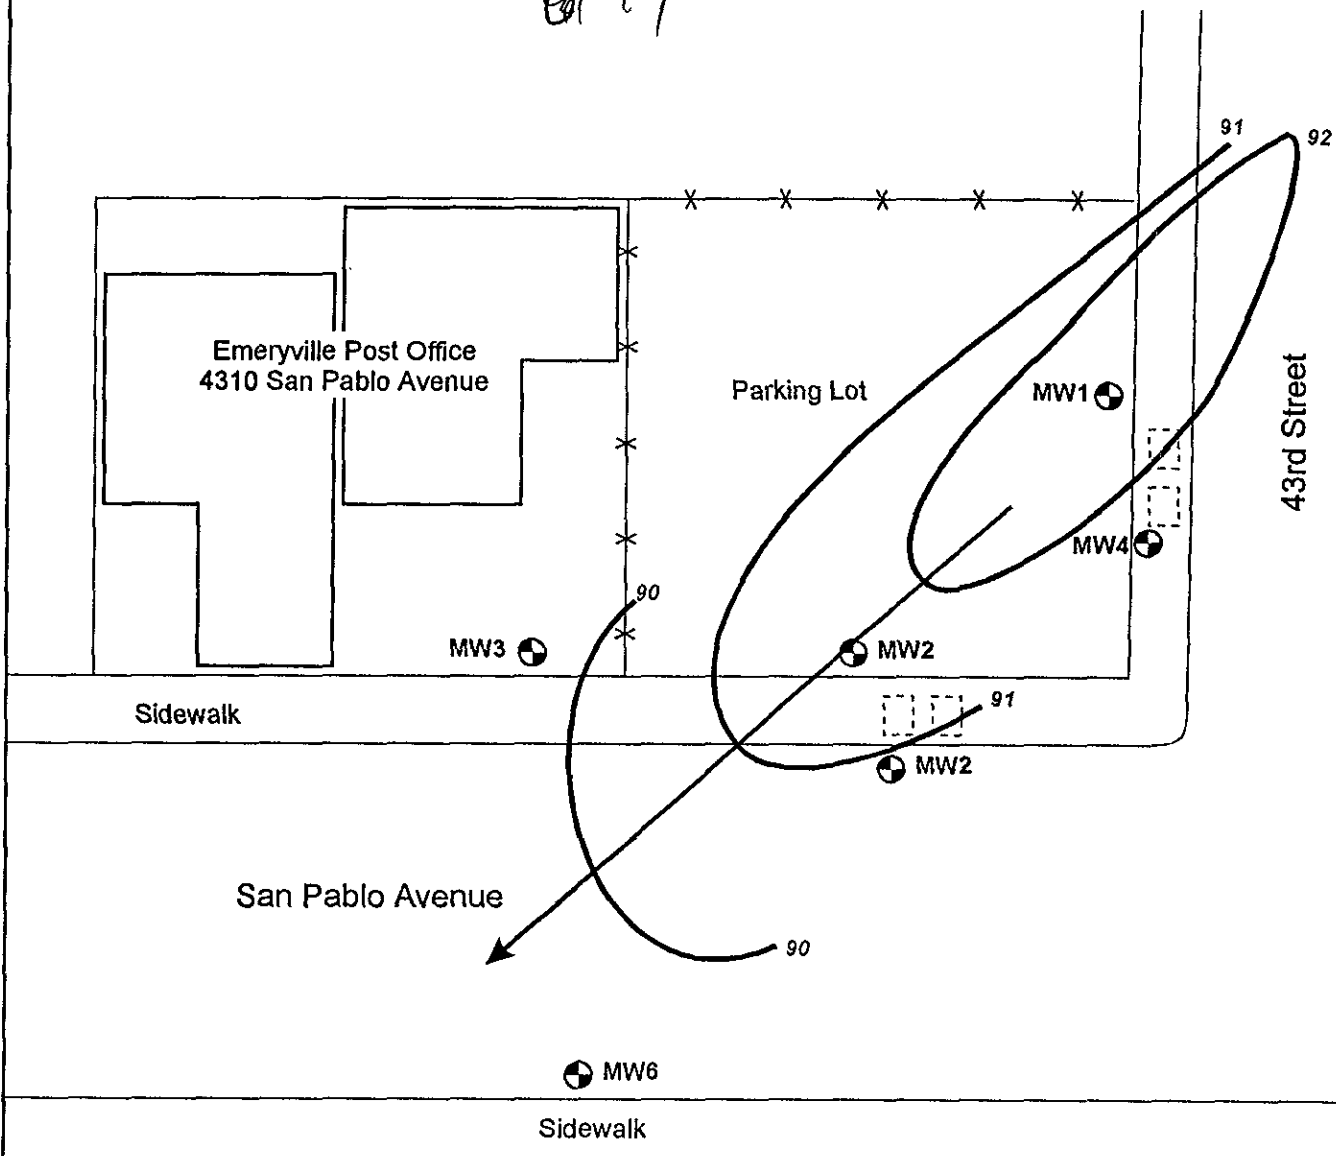 91
92
Emeryville Post Office
4310 San Pablo Avenue
Parking Lot
MW1
43rd Street
MW4
90
MW3
MW2
91
Sidewalk
MW2
San Pablo Avenue
90
MW6
Sidewalk